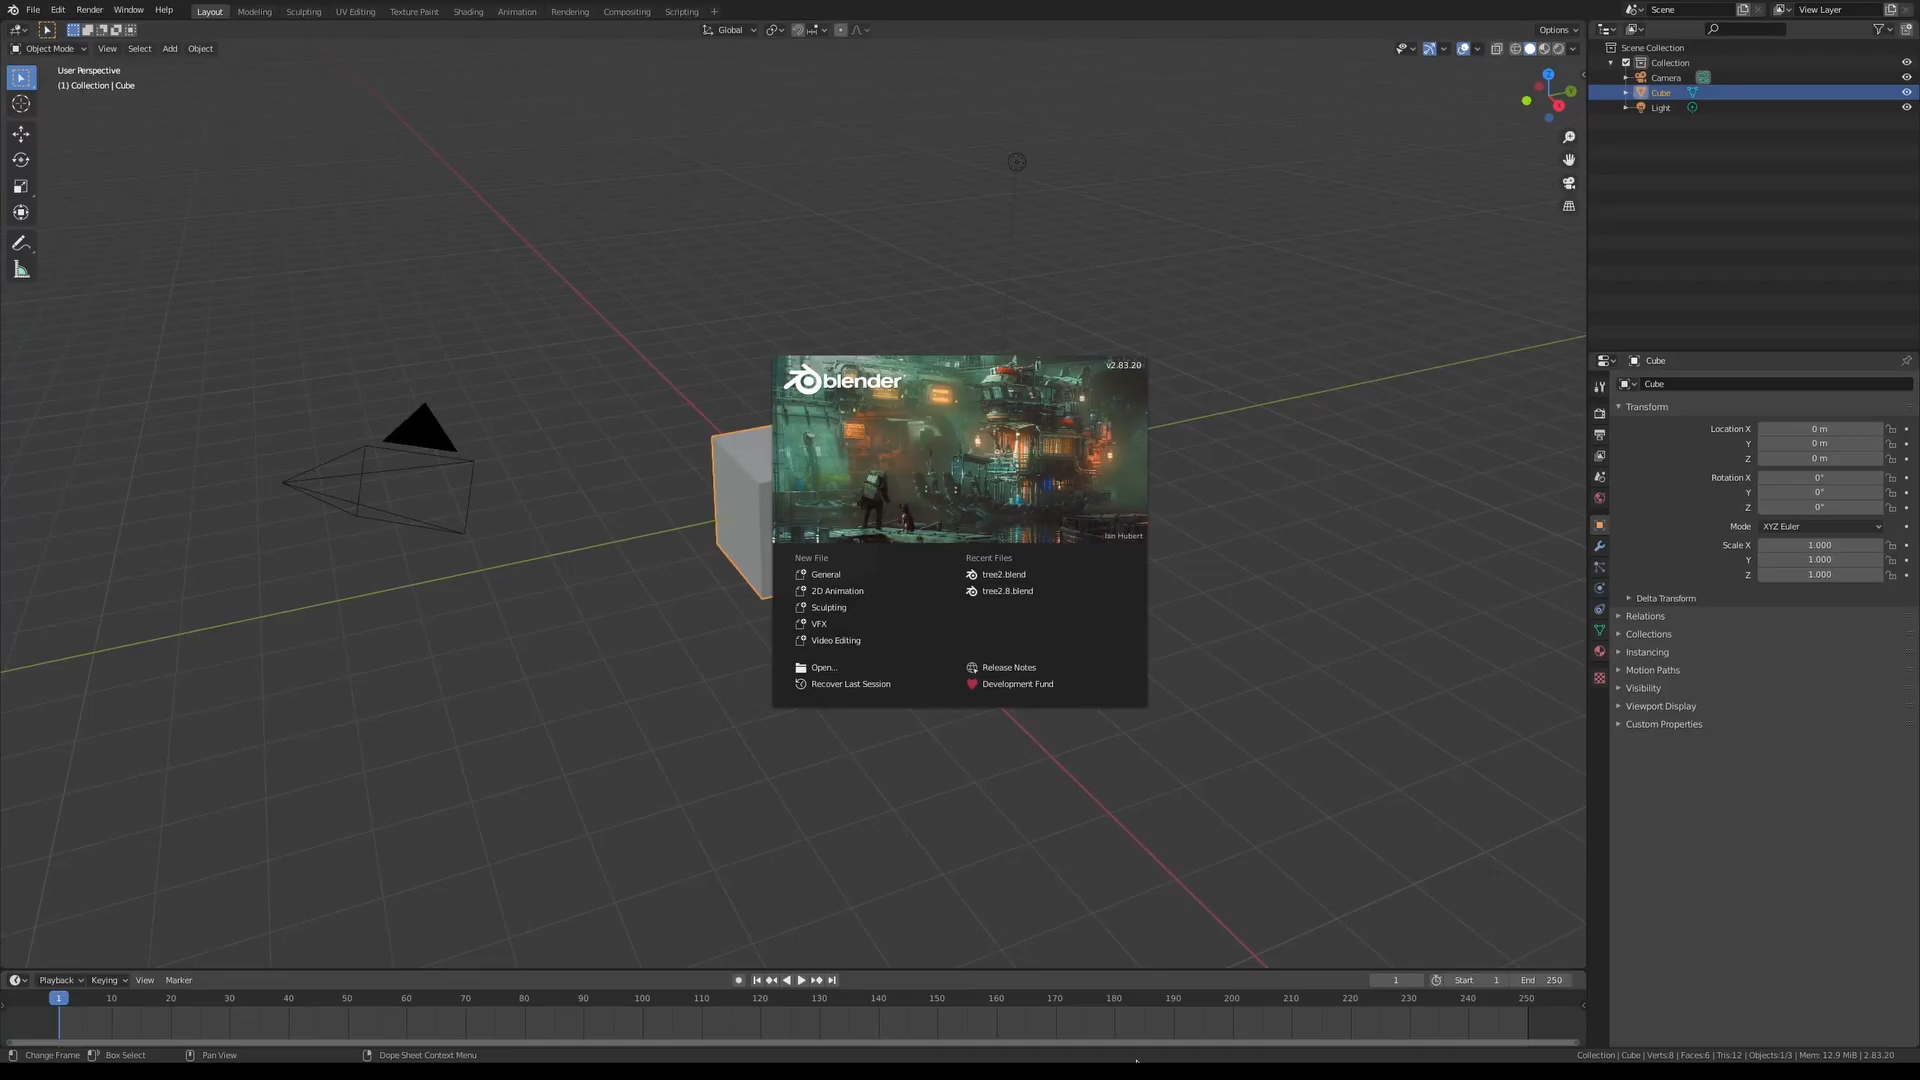 File Edit Render Window Help Layout Modeling Sculpting UV Editing Texture Paint Shading Animation Rendering Compositing Scripting + Scene View Layer
Global Options
Object Mode View Select Add Object
User Perspective
(1) Collection | Cube
Z
Y
X
Scene Collection
Collection
Camera
Cube
Light
Cube
Cube
Transform
Location X 0 m
Y 0 m
Z 0 m
Rotation X 0°
Y 0°
Z 0°
Mode XYZ Euler
Scale X 1.000
Y 1.000
Z 1.000
Delta Transform
Relations
Collections
Instancing
Motion Paths
Visibility
Viewport Display
Custom Properties
blender
v2.83.20
Ian Hubert
New File
General
2D Animation
Sculpting
VFX
Video Editing
Open...
Recover Last Session
Recent Files
tree2.blend
tree2.8.blend
Release Notes
Development Fund
Playback Keying View Marker 1 Start 1 End 250
1 10 20 30 40 50 60 70 80 90 100 110 120 130 140 150 160 170 180 190 200 210 220 230 240 250
Change Frame Box Select Pan View Dope Sheet Context Menu Collection | Cube | Verts:8 | Faces:6 | Tris:12 | Objects:1/3 | Mem: 12.9 MiB | 2.83.20